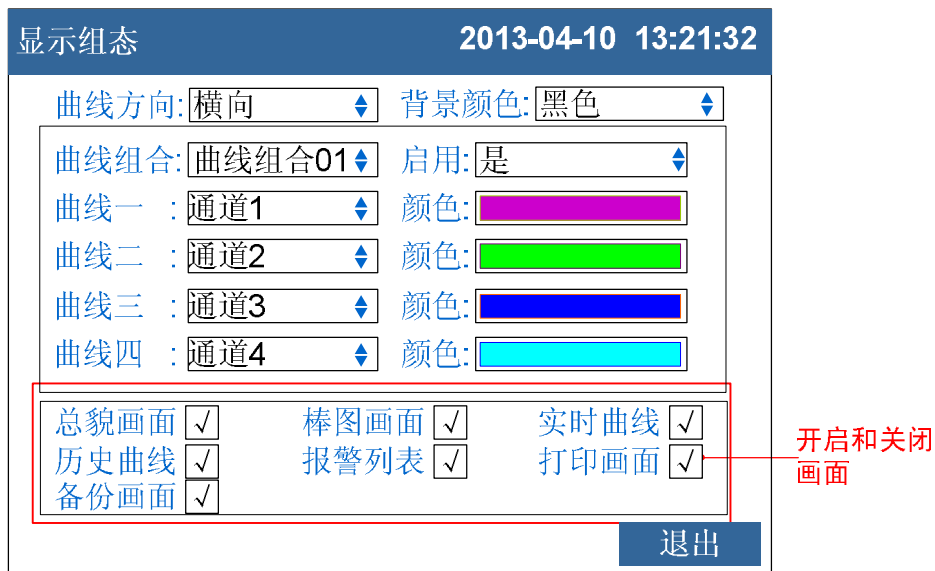 显示组态 2013-04-10 13:21:32
曲线方向: 横向 背景颜色: 黑色
曲线组合: 曲线组合01 启用: 是
曲线一 : 通道1 颜色:
曲线二 : 通道2 颜色:
曲线三 : 通道3 颜色:
曲线四 : 通道4 颜色:
总貌画面 √ 棒图画面 √ 实时曲线 √
历史曲线 √ 报警列表 √ 打印画面 √
备份画面 √
开启和关闭
画面
退出